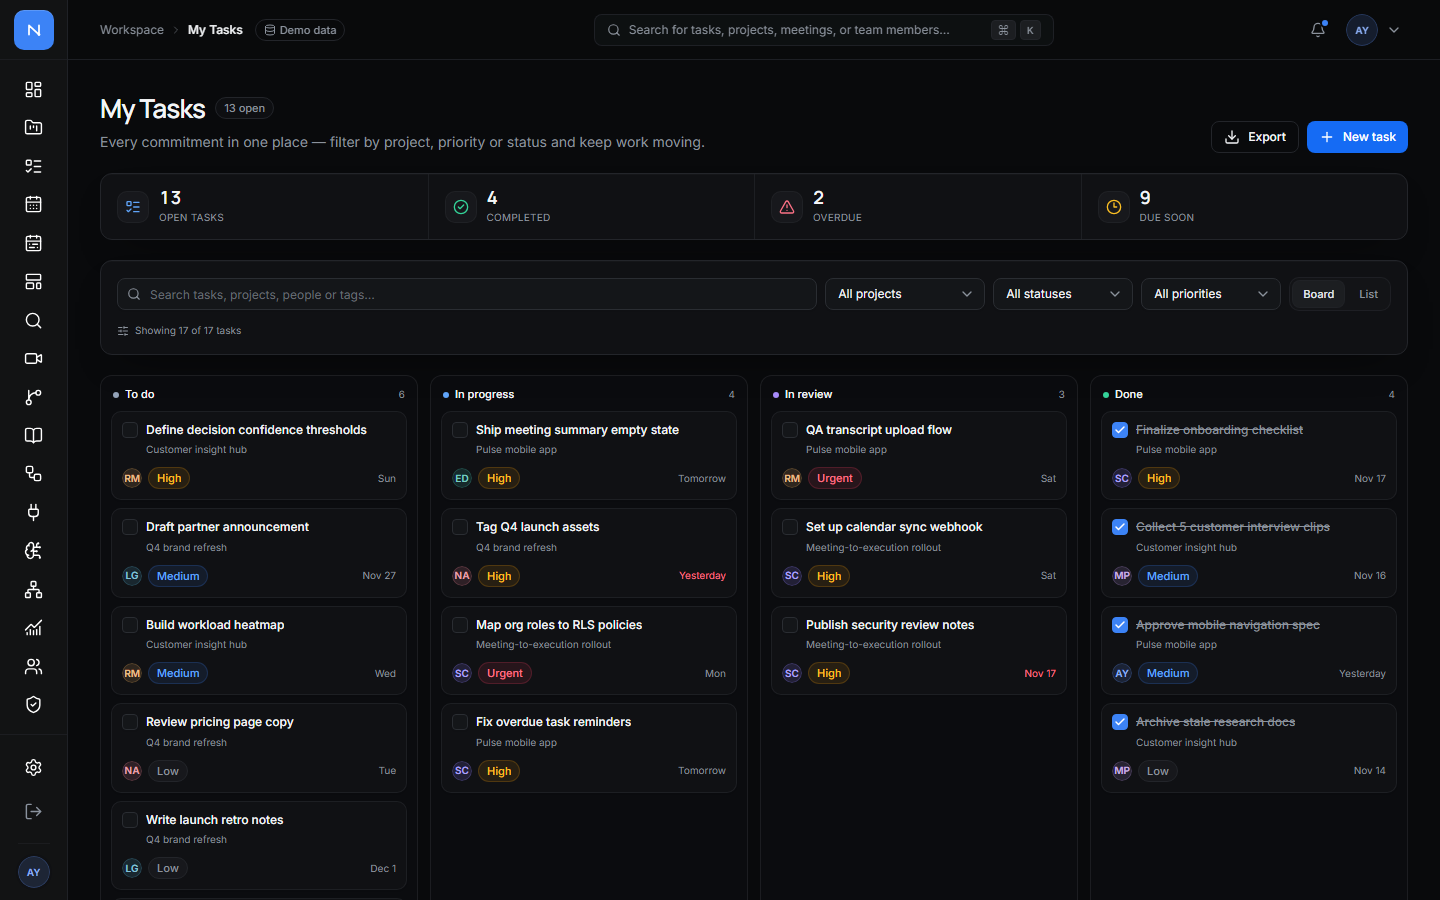 N
Workspace
My Tasks
Demo data
Search for tasks, projects, meetings, or team members...
⌘
K
AY
My Tasks
13 open
Every commitment in one place — filter by project, priority or status and keep work moving.
Export
New task
13
OPEN TASKS
4
COMPLETED
2
OVERDUE
9
DUE SOON
Search tasks, projects, people or tags...
All projects
All statuses
All priorities
Board
List
Showing 17 of 17 tasks
To do
6
Define decision confidence thresholds
Customer insight hub
RM
High
Sun
Draft partner announcement
Q4 brand refresh
LG
Medium
Nov 27
Build workload heatmap
Customer insight hub
RM
Medium
Wed
Review pricing page copy
Q4 brand refresh
NA
Low
Tue
Write launch retro notes
Q4 brand refresh
LG
Low
Dec 1
In progress
4
Ship meeting summary empty state
Pulse mobile app
ED
High
Tomorrow
Tag Q4 launch assets
Q4 brand refresh
NA
High
Yesterday
Map org roles to RLS policies
Meeting-to-execution rollout
SC
Urgent
Mon
Fix overdue task reminders
Pulse mobile app
SC
High
Tomorrow
In review
3
QA transcript upload flow
Pulse mobile app
RM
Urgent
Sat
Set up calendar sync webhook
Meeting-to-execution rollout
SC
High
Sat
Publish security review notes
Meeting-to-execution rollout
SC
High
Nov 17
Done
4
Finalize onboarding checklist
Pulse mobile app
SC
High
Nov 17
Collect 5 customer interview clips
Customer insight hub
MP
Medium
Nov 16
Approve mobile navigation spec
Pulse mobile app
AY
Medium
Yesterday
Archive stale research docs
Customer insight hub
MP
Low
Nov 14
AY